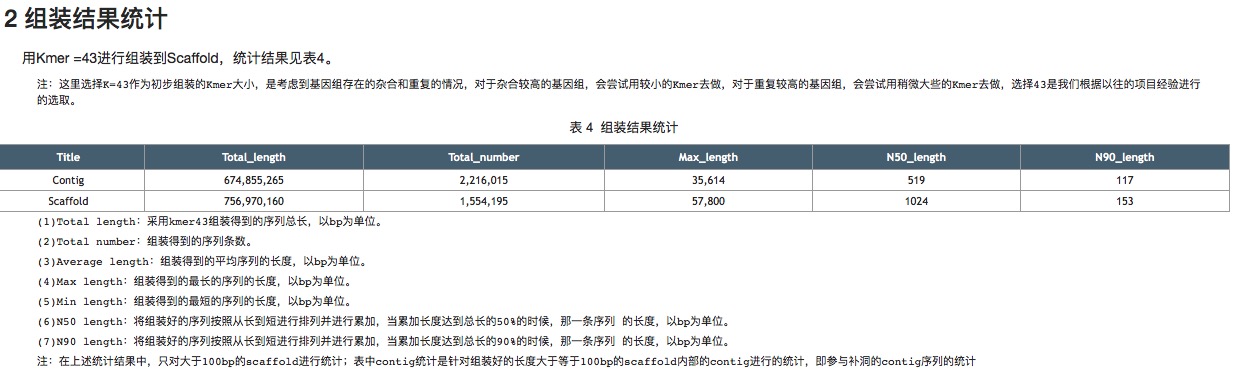 2 组装结果统计
用Kmer =43进行组装到Scaffold，统计结果见表4。
注：这里选择K=43作为初步组装的Kmer大小，是考虑到基因组存在的杂合和重复的情况，对于杂合较高的基因组，会尝试用较小的Kmer去做，对于重复较高的基因组，会尝试用稍微大些的Kmer去做，选择43是我们根据以往的项目经验进行
的选取。
表 4 组装结果统计
Title Total_length Total_number Max_length N50_length N90_length
Contig 674,855,265 2,216,015 35,614 519 117
Scaffold 756,970,160 1,554,195 57,800 1024 153
(1)Total length：采用kmer43组装得到的序列总长，以bp为单位。
(2)Total number：组装得到的序列条数。
(3)Average length：组装得到的平均序列的长度，以bp为单位。
(4)Max length：组装得到的最长的序列的长度，以bp为单位。
(5)Min length：组装得到的最短的序列的长度，以bp为单位。
(6)N50 length：将组装好的序列按照从长到短进行排列并进行累加，当累加长度达到总长的50%的时候，那一条序列 的长度，以bp为单位。
(7)N90 length：将组装好的序列按照从长到短进行排列并进行累加，当累加长度达到总长的90%的时候，那一条序列 的长度，以bp为单位。
注：在上述统计结果中，只对大于100bp的scaffold进行统计；表中contig统计是针对组装好的长度大于等于100bp的scaffold内部的contig进行的统计，即参与补洞的contig序列的统计